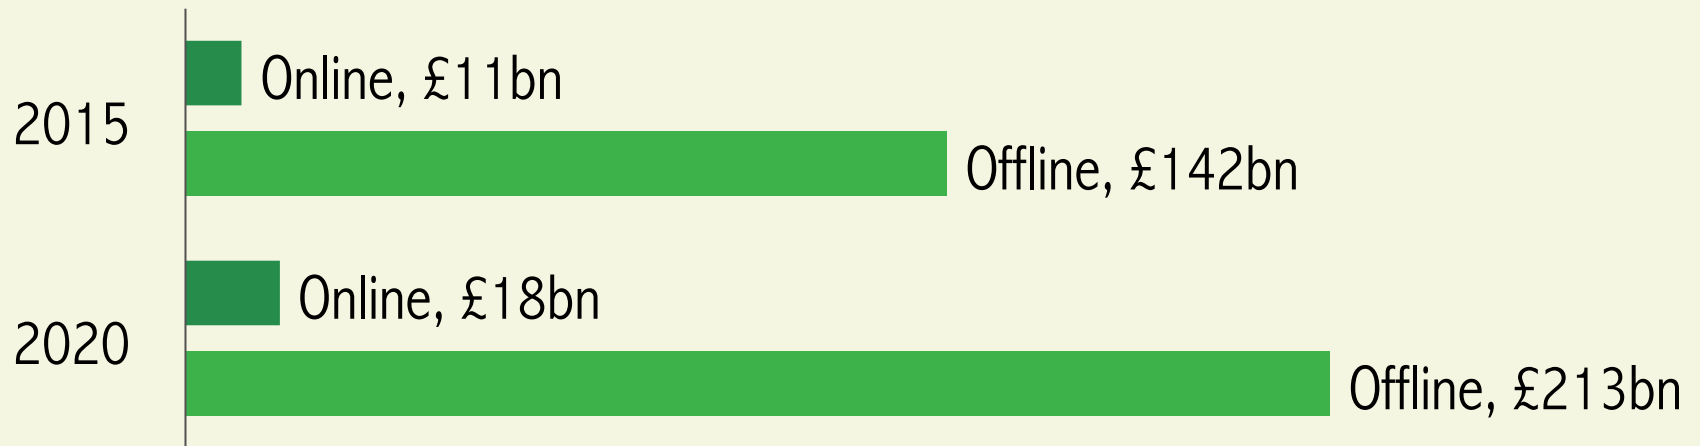 2015
Online, £11bn
Offline, £142bn
2020
Online, £18bn
Offline, £213bn